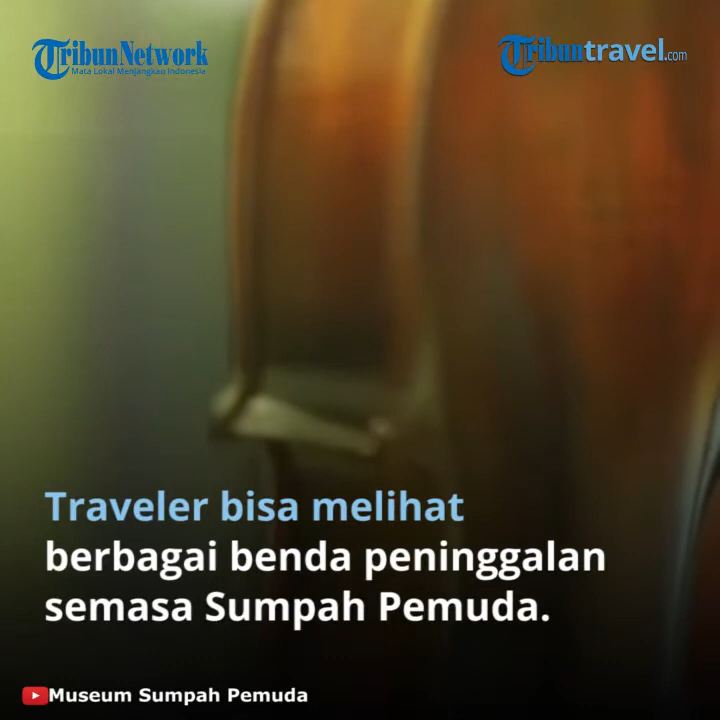 TribunNetwork
Mata Lokal Menjangkau Indonesia
Tribuntravel.com
Traveler bisa melihat
berbagai benda peninggalan
semasa Sumpah Pemuda.
Museum Sumpah Pemuda